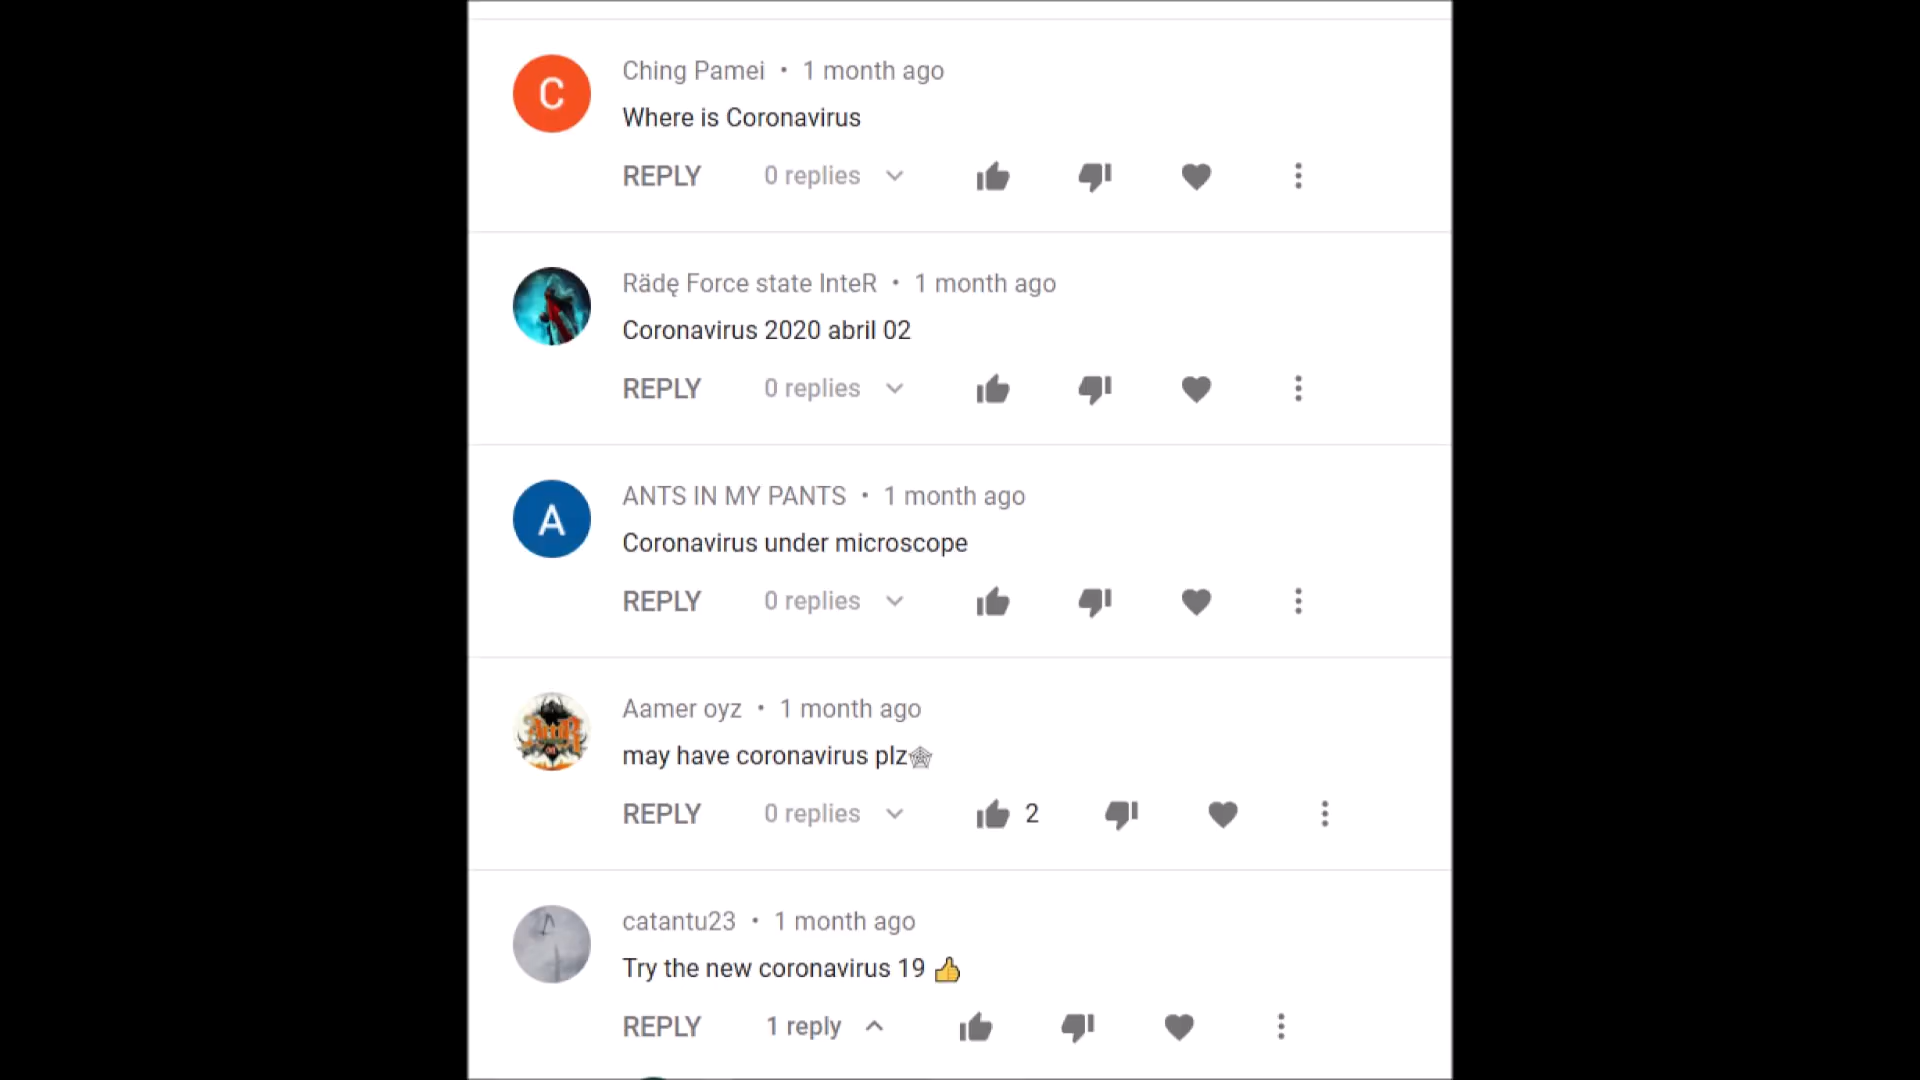 C
Ching Pamei • 1 month ago
Where is Coronavirus
REPLY 0 replies
Rädę Force state InteR • 1 month ago
Coronavirus 2020 abril 02
REPLY 0 replies
A
ANTS IN MY PANTS • 1 month ago
Coronavirus under microscope
REPLY 0 replies
Aamer oyz • 1 month ago
may have coronavirus plz🕸
REPLY 0 replies 2
catantu23 • 1 month ago
Try the new coronavirus 19 👍
REPLY 1 reply